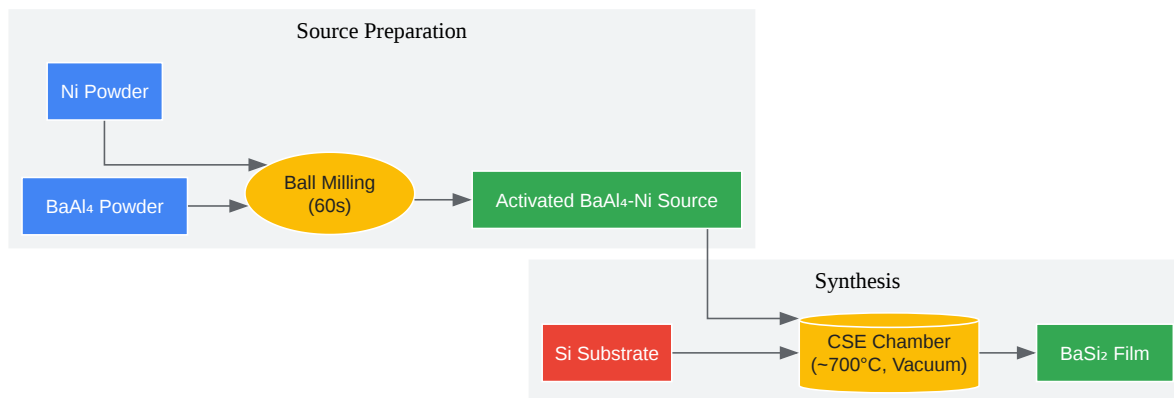 Source Preparation
Ni Powder
BaAl₄ Powder
Ball Milling
(60s)
Activated BaAl₄-Ni Source
Synthesis
Si Substrate
CSE Chamber
(~700°C, Vacuum)
BaSi₂ Film